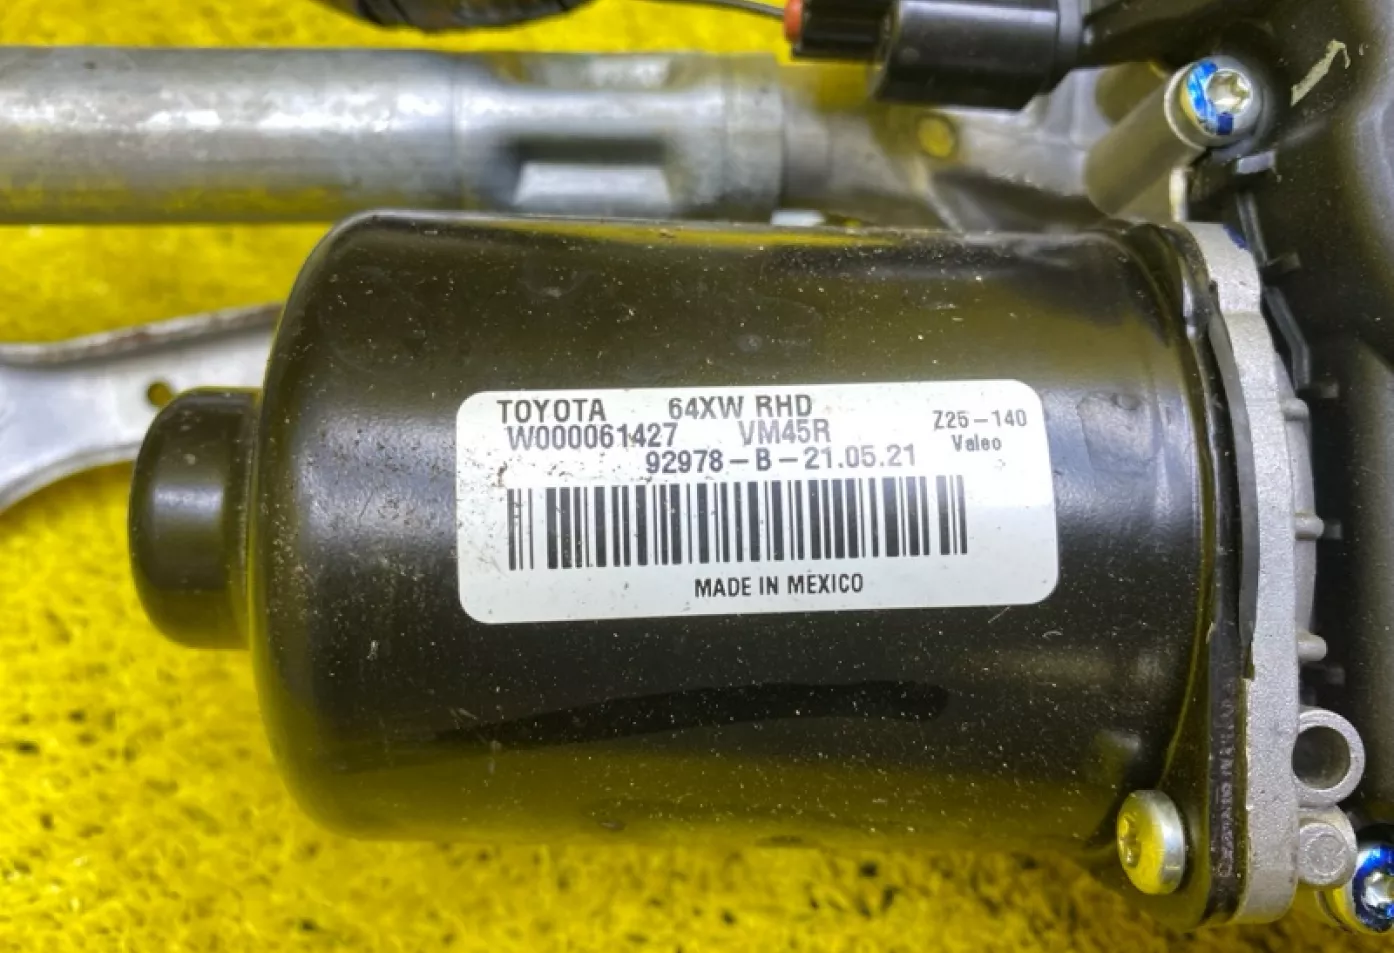 TOYOTA 64XW RHD
W000061427 VM45R Z25-140
92978-B-21.05.21 Valeo
MADE IN MEXICO